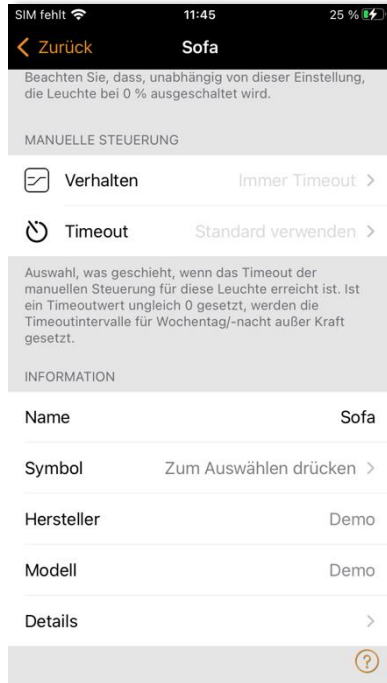 SIM fehlt 11:45 25 %
Zurück Sofa
Beachten Sie, dass, unabhängig von dieser Einstellung,
die Leuchte bei 0 % ausgeschaltet wird.
MANUELLE STEUERUNG
Verhalten Immer Timeout
Timeout Standard verwenden
Auswahl, was geschieht, wenn das Timeout der
manuellen Steuerung für diese Leuchte erreicht ist. Ist
ein Timeoutwert ungleich 0 gesetzt, werden die
Timeoutintervalle für Wochentag/-nacht außer Kraft
gesetzt.
INFORMATION
Name Sofa
Symbol Zum Auswählen drücken
Hersteller Demo
Modell Demo
Details
?